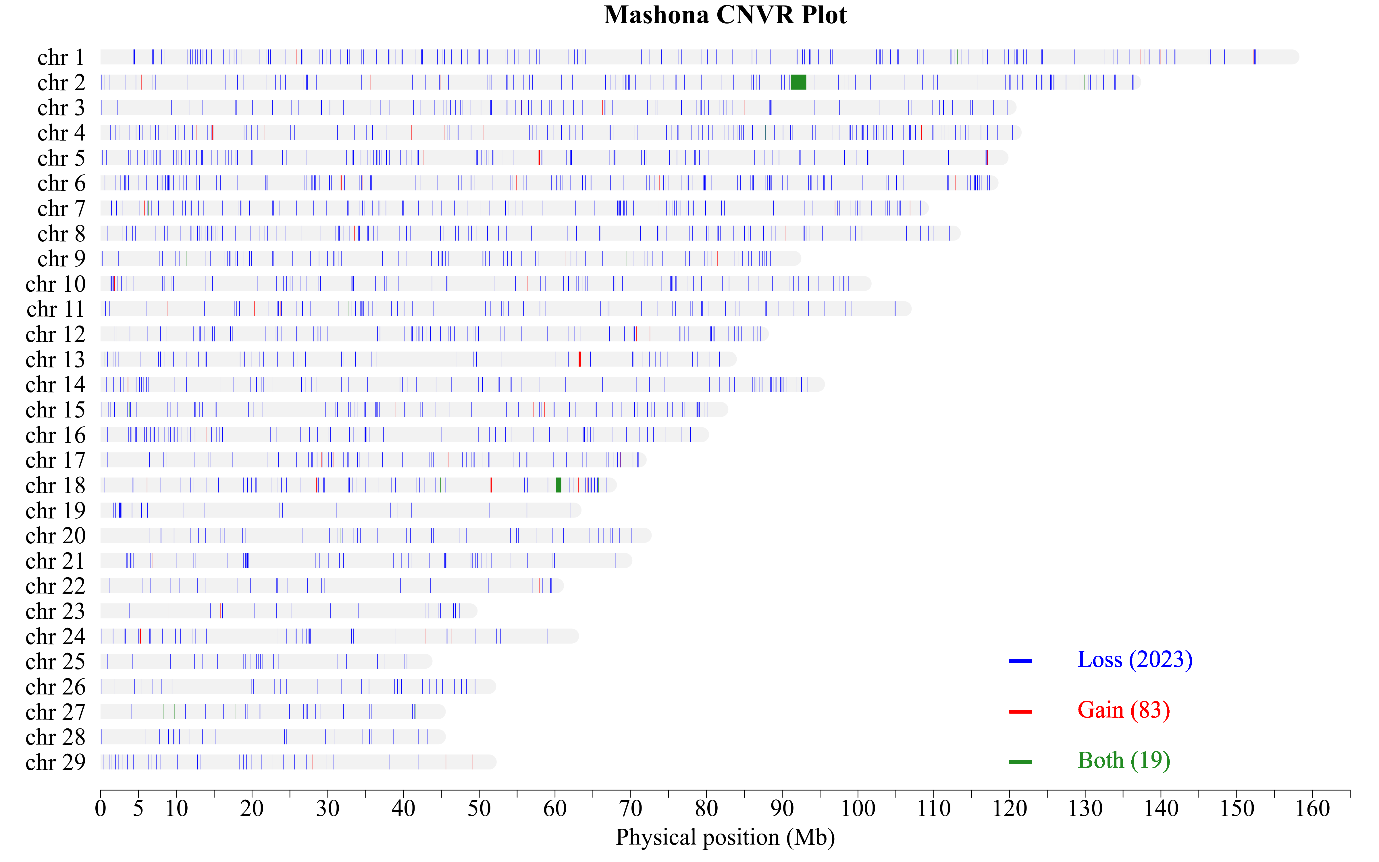 Mashona CNVR Plot
chr 1
chr 2
chr 3
chr 4
chr 5
chr 6
chr 7
chr 8
chr 9
chr 10
chr 11
chr 12
chr 13
chr 14
chr 15
chr 16
chr 17
chr 18
chr 19
chr 20
chr 21
chr 22
chr 23
chr 24
chr 25
chr 26
chr 27
chr 28
chr 29
Loss (2023)
Gain (83)
Both (19)
0 5 10 20 30 40 50 60 70 80 90 100 110 120 130 140 150 160
Physical position (Mb)